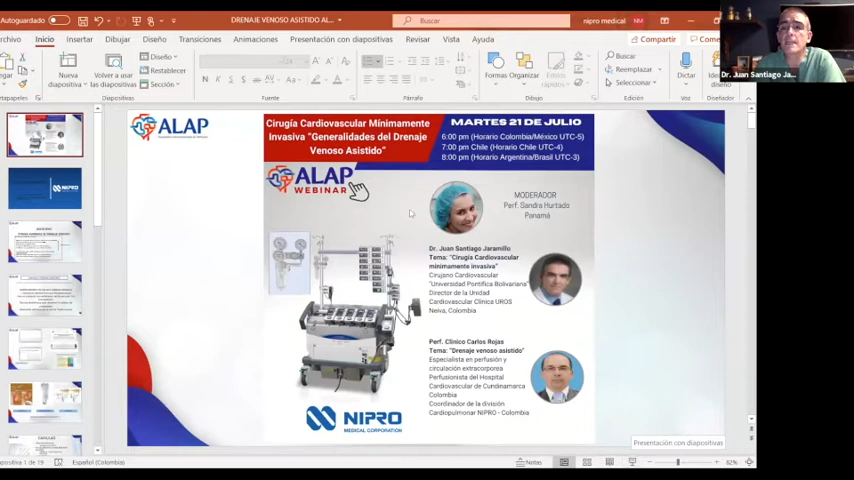 Autoguardado
DRENAJE VENOSO ASISTIDO AL...
Buscar
nipro medical
Archivo
Inicio
Insertar
Dibujar
Diseño
Transiciones
Animaciones
Presentación con diapositivas
Revisar
Vista
Ayuda
Compartir
Nueva
diapositiva
Volver a usar
las diapositivas
Diseño
Restablecer
Sección
Formas
Organizar
Efectos
rápidos
Buscar
Reemplazar
Seleccionar
Dictar
Diapositivas
Fuente
Párrafo
Dibujo
Edición
Voz
Diseñador
Dr. Juan Santiago Ja...
ALAP
Cirugía Cardiovascular Mínimamente
Invasiva "Generalidades del Drenaje
Venoso Asistido"
MARTES 21 DE JULIO
6:00 pm (Horario Colombia/México UTC-5)
7:00 pm Chile (Horario Chile UTC-4)
8:00 pm (Horario Argentina/Brasil UTC-3)
ALAP
WEBINAR
MODERADOR
Perf. Sandra Hurtado
Panamá
Dr. Juan Santiago Jaramillo
Tema: "Cirugía Cardiovascular
mínimamente invasiva"
Cirujano Cardiovascular
"Universidad Pontifica Bolivariana"
Director de la Unidad
Cardiovascular Clínica UROS
Neiva, Colombia
Perf. Clínico Carlos Rojas
Tema: "Drenaje venoso asistido"
Especialista en perfusión y
circulación extracorporea
Perfusionista del Hospital
Cardiovascular de Cundinamarca
Colombia
Coordinador de la división
Cardiopulmonar NIPRO - Colombia
NIPRO
MEDICAL CORPORATION
NIPRO
Presentación con diapositivas
Diapositiva 1 de 19
Español (Colombia)
Notas
82%